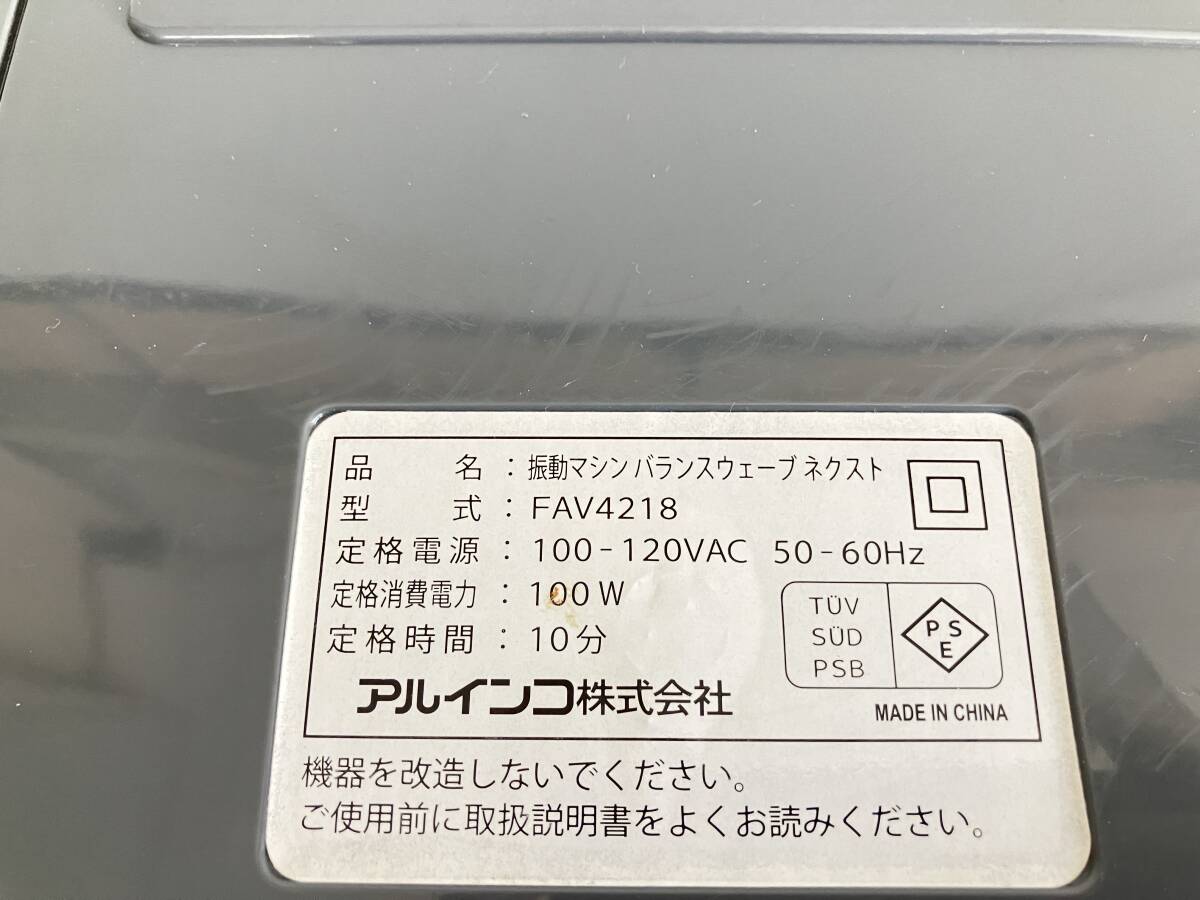 品 名 : 振動マシン バランスウェーブ ネクスト
型 式 : FAV4218
定格電源 : 100-120VAC 50-60Hz
定格消費電力 : 100W
定格時間 : 10分
TÜV
SÜD
PSB
PS
E
アルインコ株式会社
MADE IN CHINA
機器を改造しないでください。
ご使用前に取扱説明書をよくお読みください。